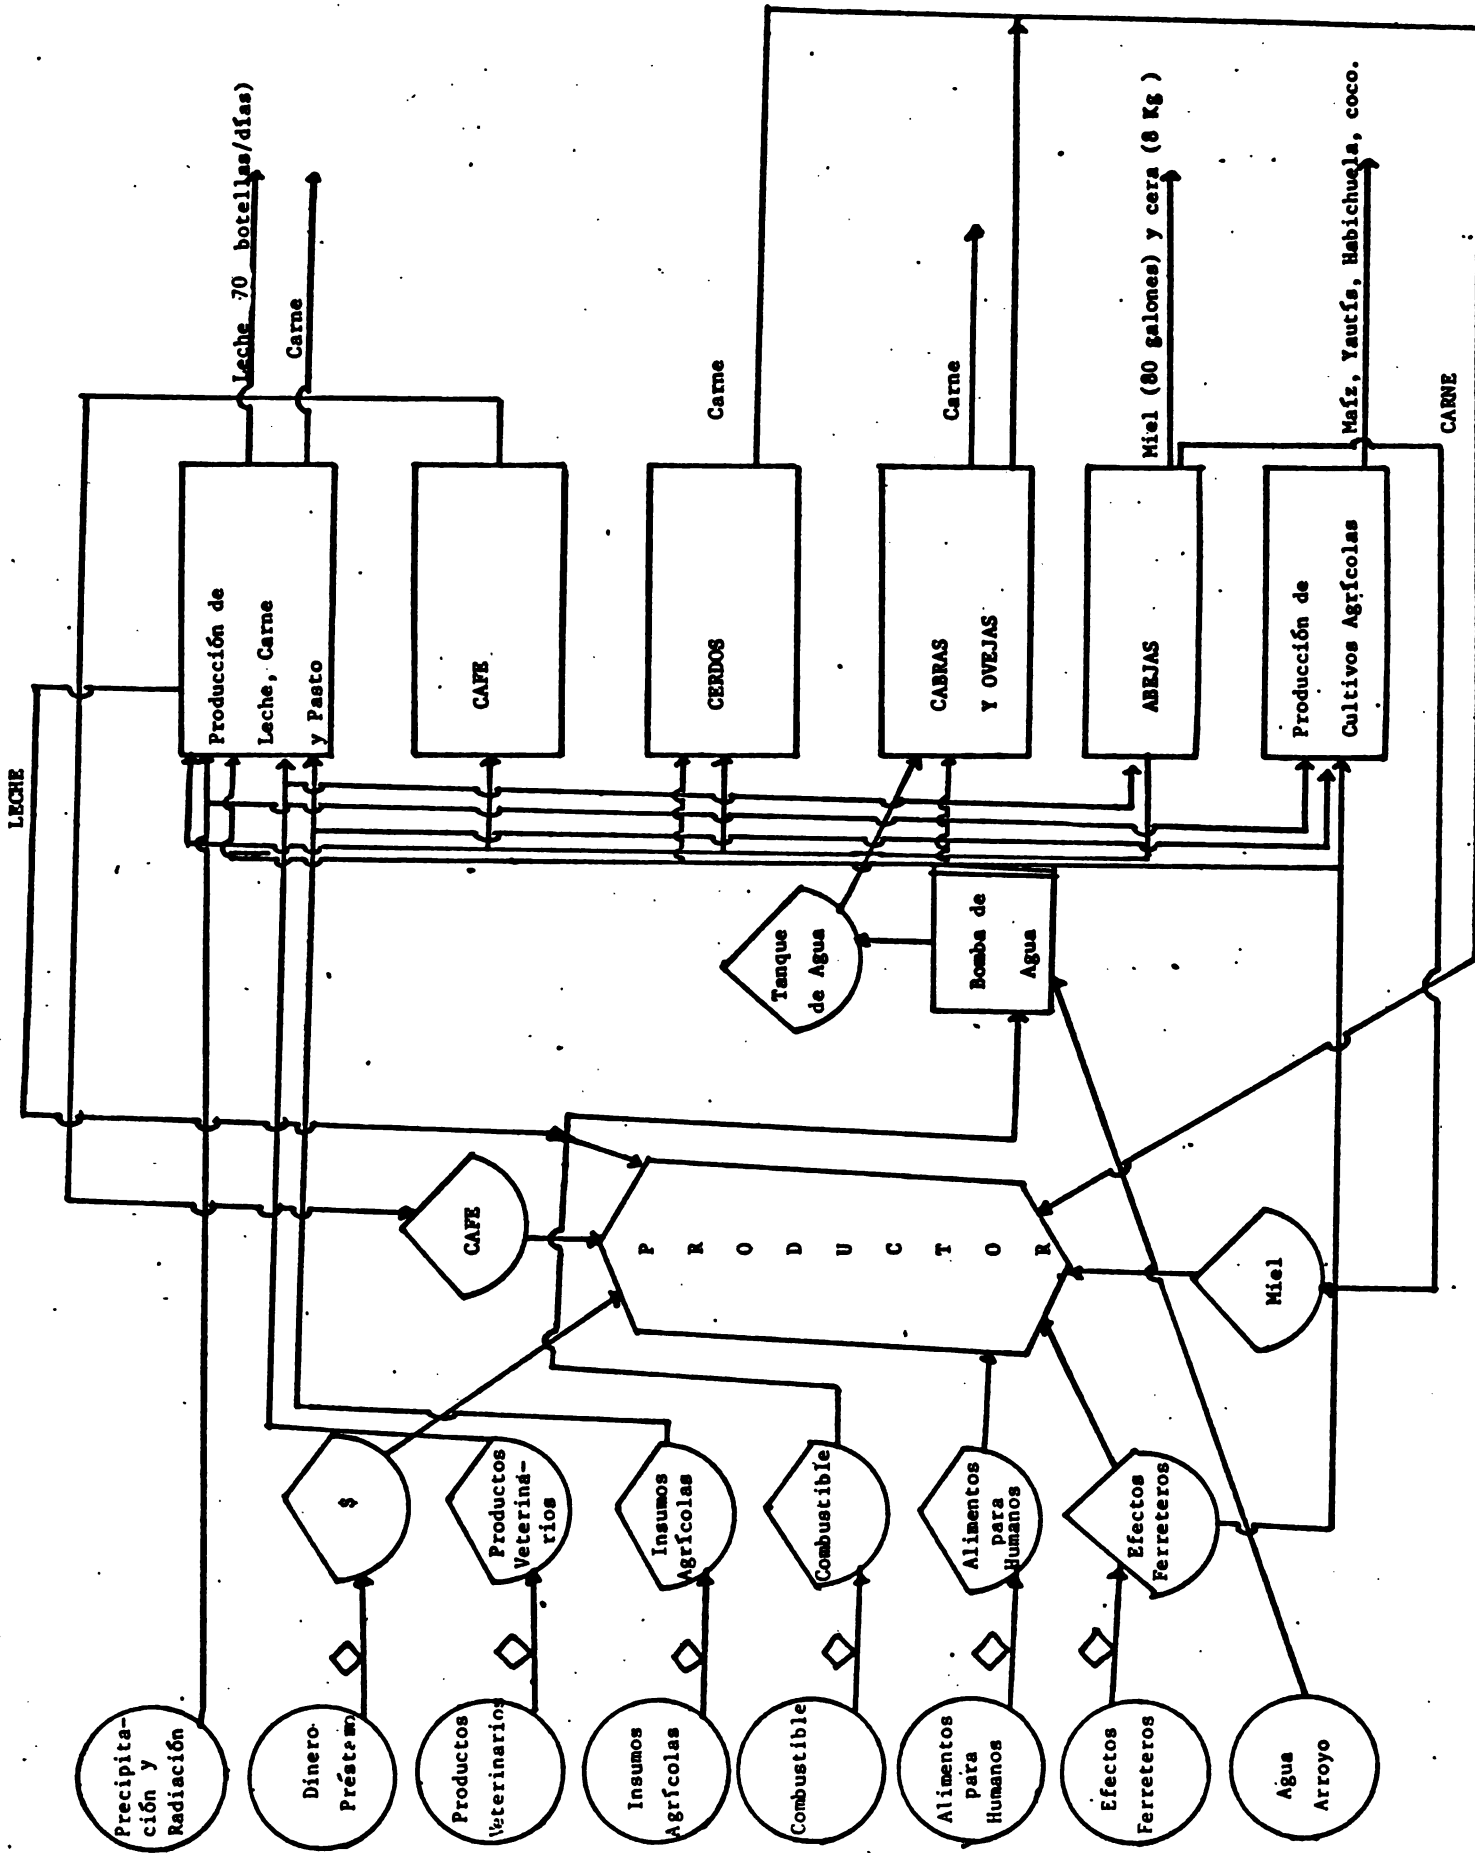 Precipita-
ción y
Radiación
Dinero
Préstamo
Productos
Veterinarios
Insumos
Agrícolas
Combustible
Alimentos
para
Humanos
Efectos
Ferreteros
Agua
Arroyo
$
Productos
Veteriná-
rios
Insumos
Agrícolas
Combustible
Alimentos
para
Humanos
Efectos
Ferreteros
CAFE
PRODUCTOR
Miel
Tanque
de Agua
Bomba de
Agua
LECHE
Producción de
Leche, Carne
y Pasto
CAFE
CERDOS
CABRAS
Y OVEJAS
ABEJAS
Producción de
Cultivos Agrícolas
Leche 70 botellas/días)
Carne
Carne
Carne
Miel (80 galones) y cera (8 Kg )
Maíz, Yautís, Habichuela, coco.
CARNE